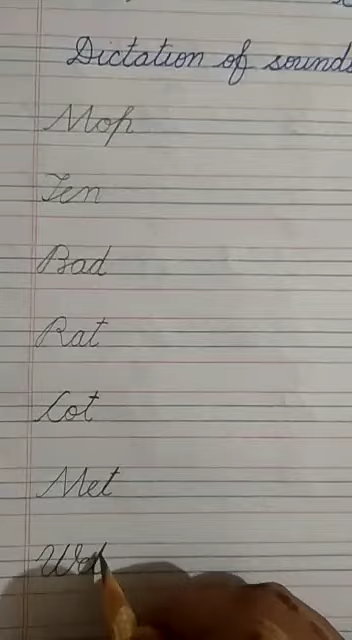 Dictation of sounds
Mop
Ten
Bad
Rat
Cot
Met